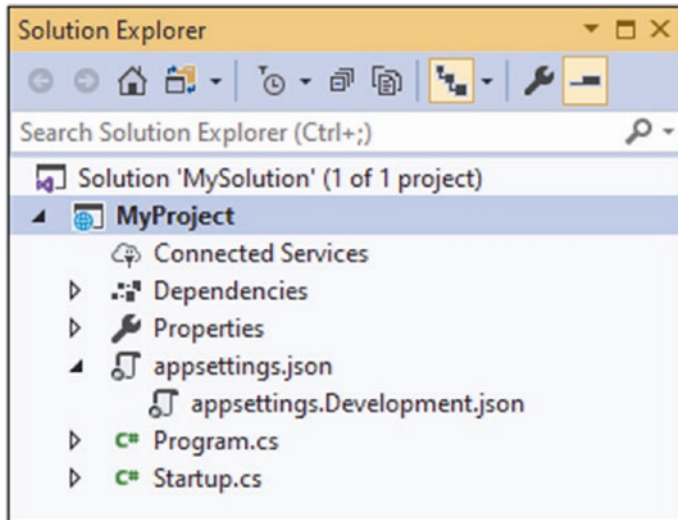 Solution Explorer
Search Solution Explorer (Ctrl+;)
Solution 'MySolution' (1 of 1 project)
MyProject
Connected Services
Dependencies
Properties
appsettings.json
appsettings.Development.json
C# Program.cs
C# Startup.cs